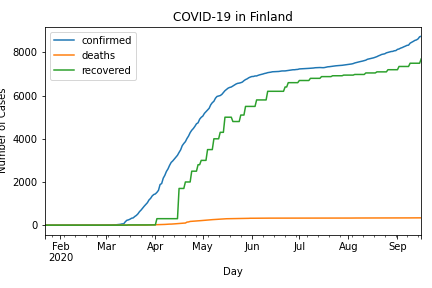 COVID-19 in Finland
confirmed
deaths
recovered
8000
6000
4000
2000
0
Number of Cases
Feb Mar Apr May Jun Jul Aug Sep
2020
Day